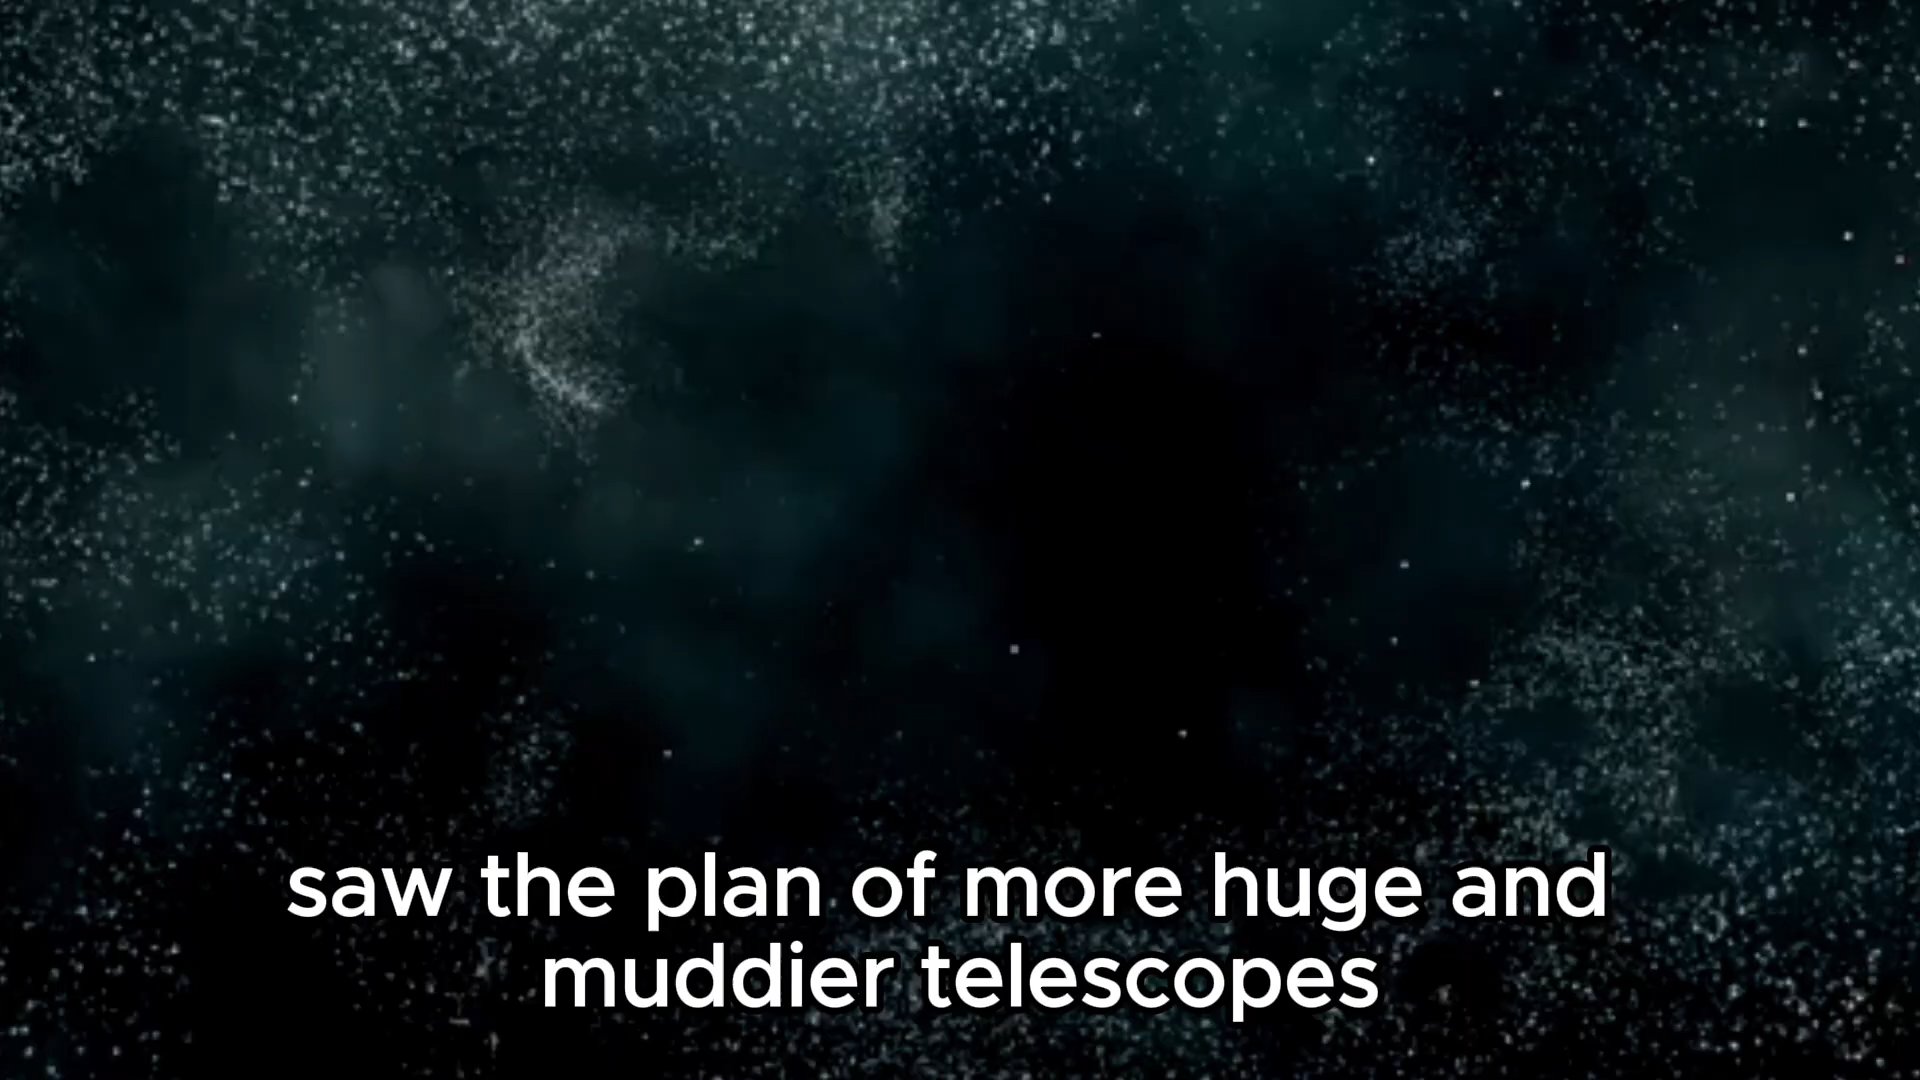 saw the plan of more huge and
muddier telescopes